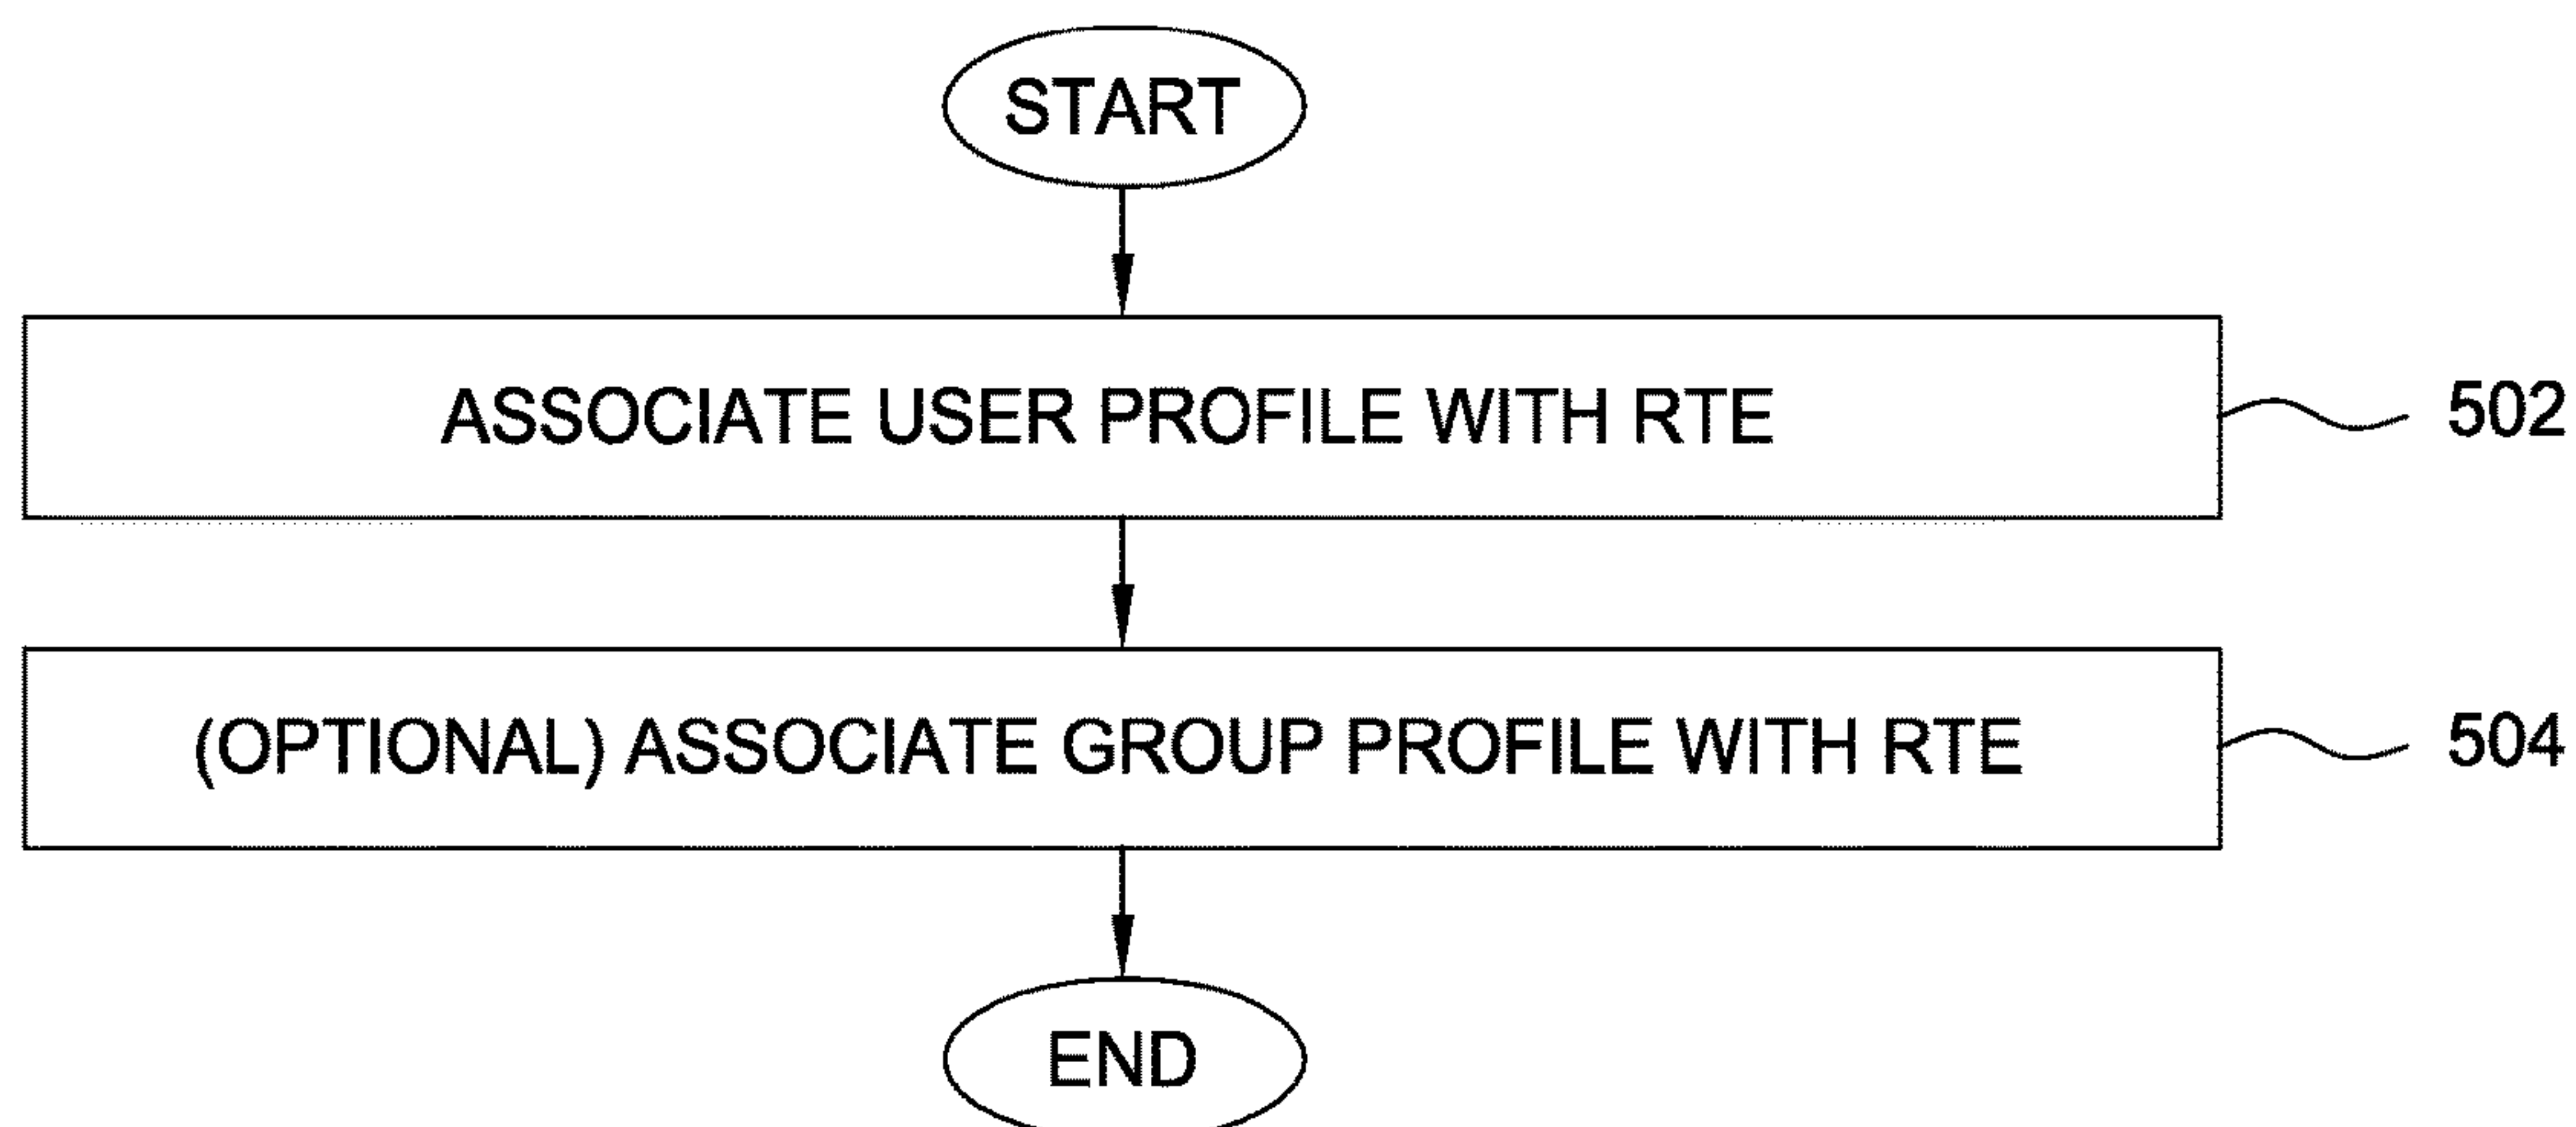 START
ASSOCIATE USER PROFILE WITH RTE
502
(OPTIONAL) ASSOCIATE GROUP PROFILE WITH RTE
504
END